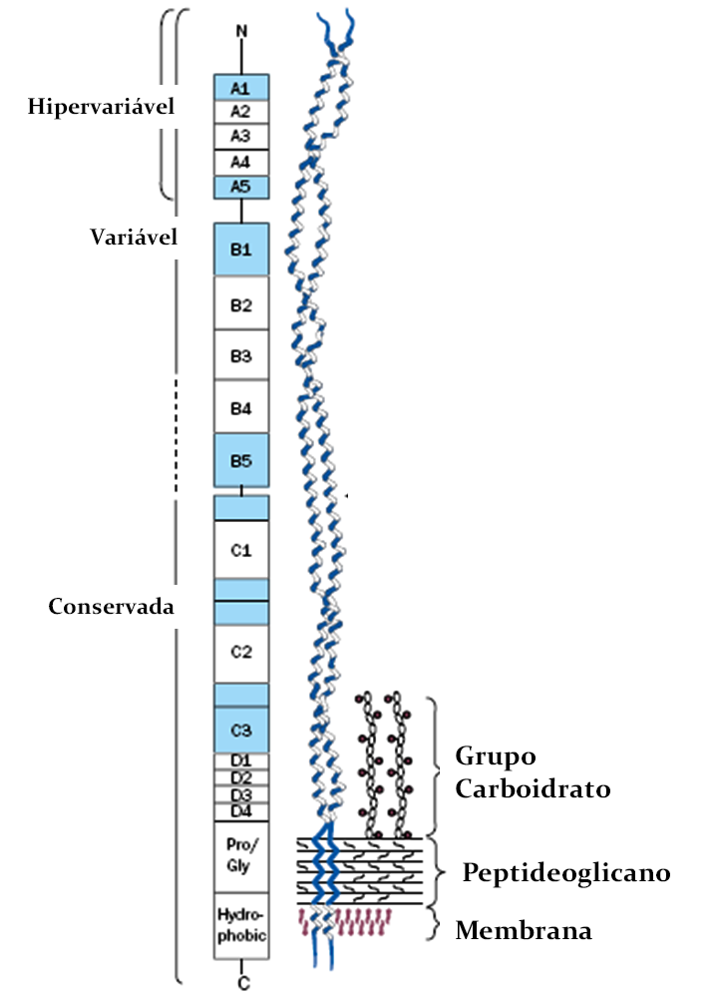 N
A1
Hipervariável
A2
A3
A4
A5
Variável
B1
B2
B3
B4
B5
C1
Conservada
C2
C3
D1
D2
D3
D4
Grupo
Carboidrato
Pro/
Gly
Peptideoglicano
Hydro-
phobic
Membrana
C